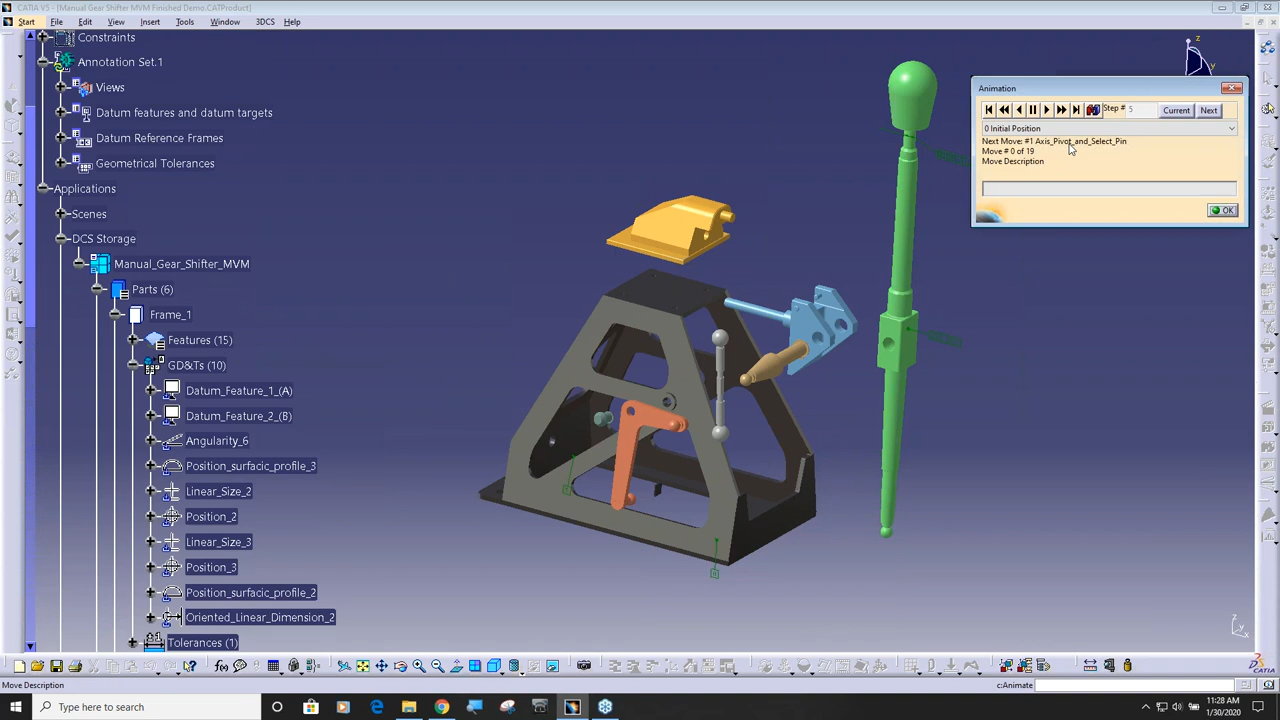 CATIA V5 - [Manual Gear Shifter MVM Finished Demo.CATProduct]
Start File Edit View Insert Tools Window 3DCS Help
Constraints
Annotation Set.1
Views
Datum features and datum targets
Datum Reference Frames
Geometrical Tolerances
Applications
Scenes
DCS Storage
Manual_Gear_Shifter_MVM
Parts (6)
Frame_1
Features (15)
GD&Ts (10)
Datum_Feature_1_(A)
Datum_Feature_2_(B)
Angularity_6
Position_surfacic_profile_3
Linear_Size_2
Position_2
Linear_Size_3
Position_3
Position_surfacic_profile_2
Oriented_Linear_Dimension_2
Tolerances (1)
z
y
Animation
Step # 5 Current Next
0 Initial Position
Next Move: #1 Axis_Pivot_and_Select_Pin
Move # 0 of 19
Move Description
OK
z
y
x
CATIA
Move Description
c:Animate
Type here to search
11:28 AM
1/30/2020